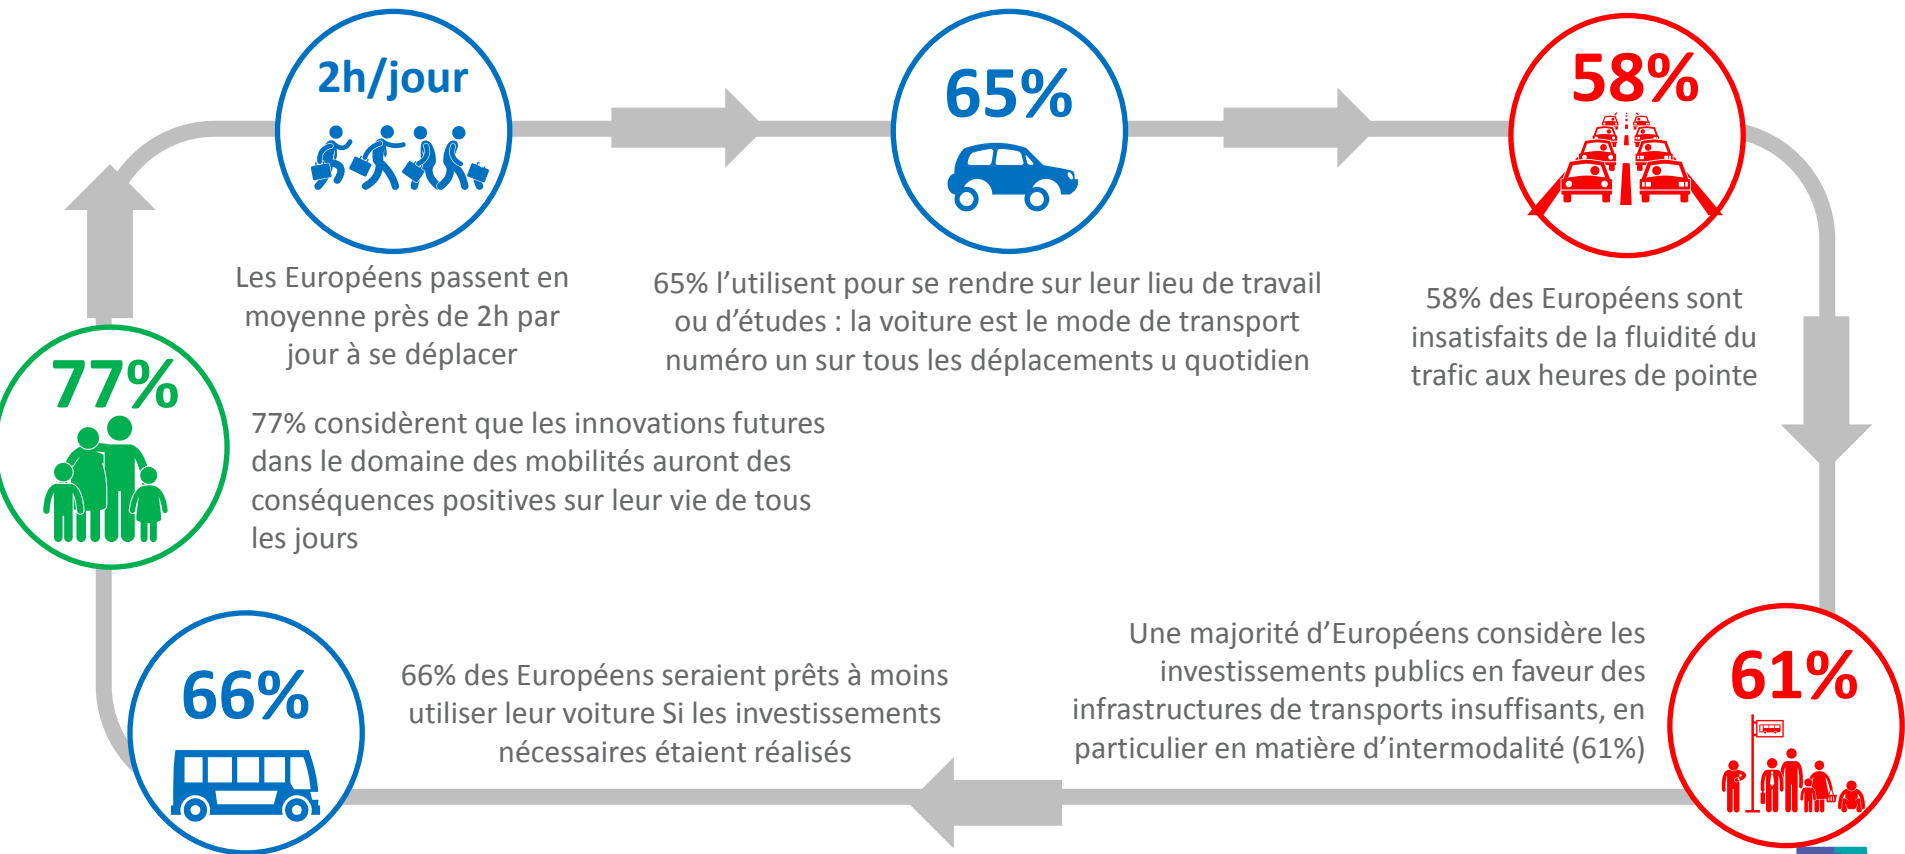 2h/jour
Les Européens passent en
moyenne près de 2h par
jour à se déplacer
65%
65% l’utilisent pour se rendre sur leur lieu de travail
ou d’études : la voiture est le mode de transport
numéro un sur tous les déplacements u quotidien
58%
58% des Européens sont
insatisfaits de la fluidité du
trafic aux heures de pointe
61%
Une majorité d’Européens considère les
investissements publics en faveur des
infrastructures de transports insuffisants, en
particulier en matière d’intermodalité (61%)
66%
66% des Européens seraient prêts à moins
utiliser leur voiture Si les investissements
nécessaires étaient réalisés
77%
77% considèrent que les innovations futures
dans le domaine des mobilités auront des
conséquences positives sur leur vie de tous
les jours